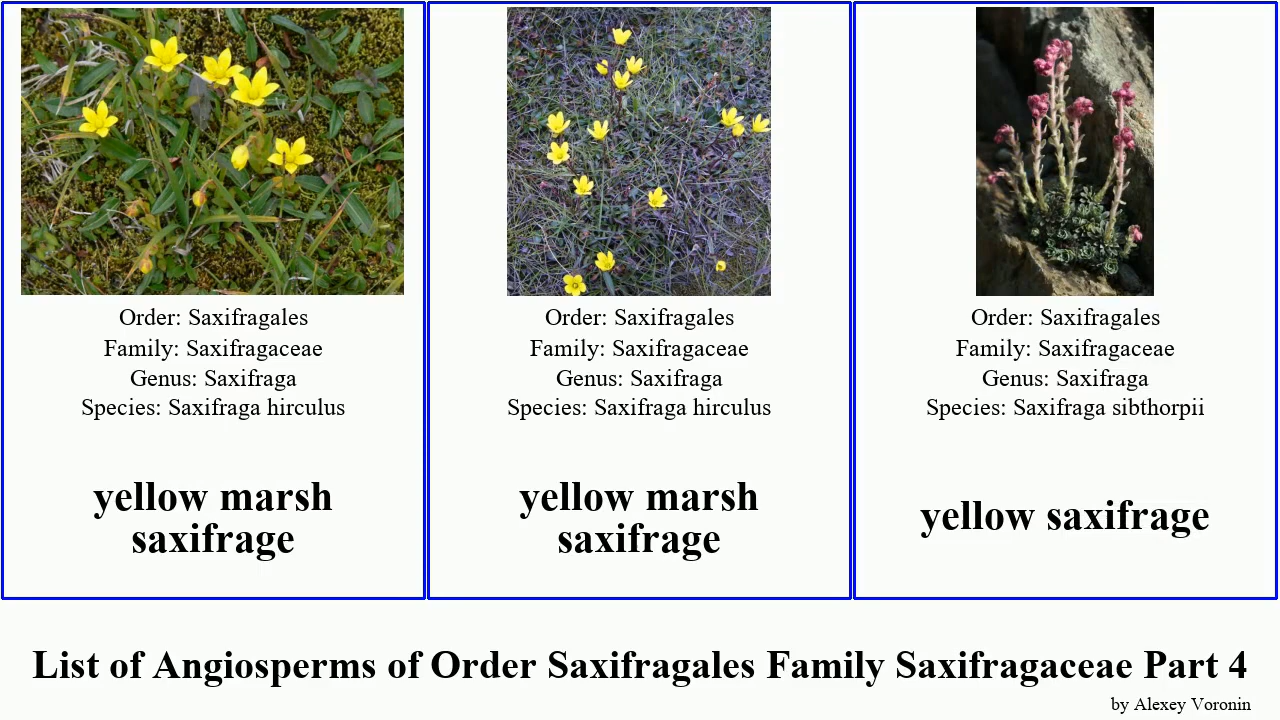 Order: Saxifragales
Family: Saxifragaceae
Genus: Saxifraga
Species: Saxifraga hirculus
yellow marsh
saxifrage
Order: Saxifragales
Family: Saxifragaceae
Genus: Saxifraga
Species: Saxifraga hirculus
yellow marsh
saxifrage
Order: Saxifragales
Family: Saxifragaceae
Genus: Saxifraga
Species: Saxifraga sibthorpii
yellow saxifrage
List of Angiosperms of Order Saxifragales Family Saxifragaceae Part 4
by Alexey Voronin